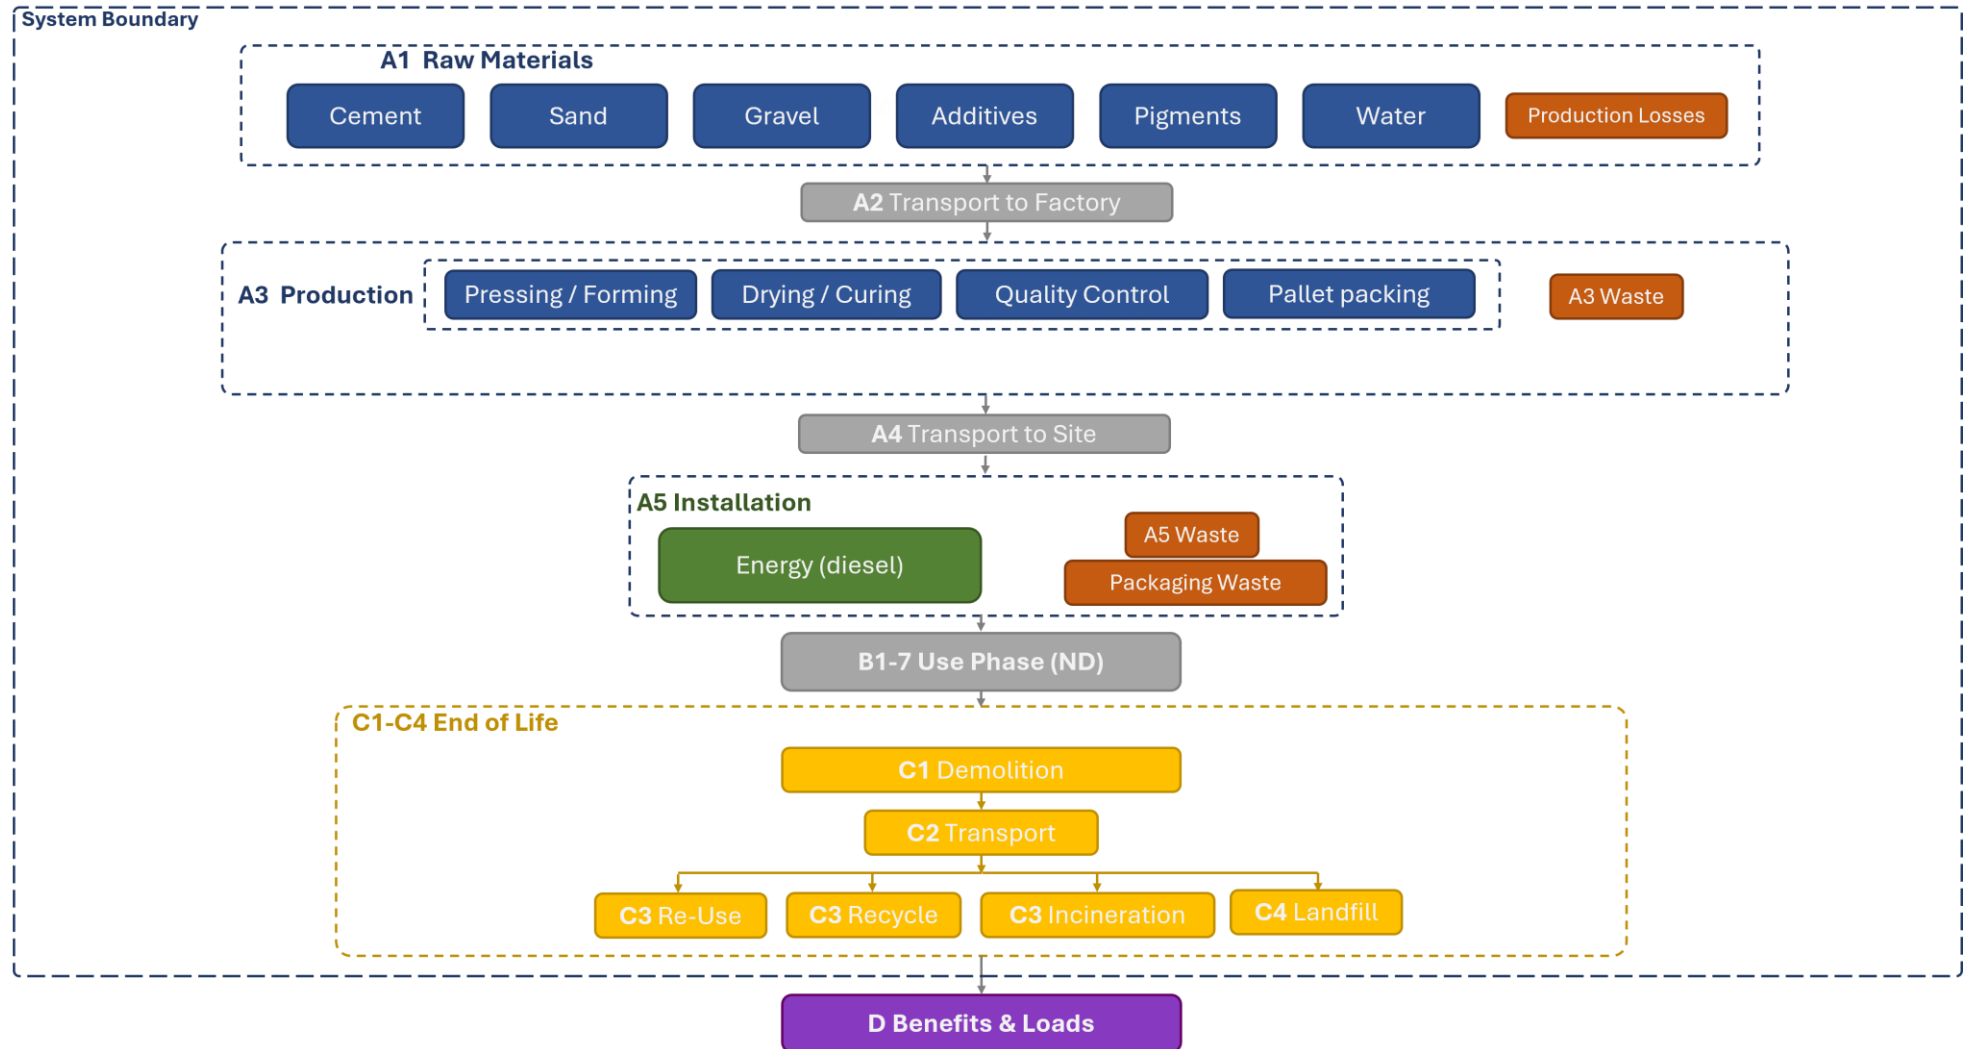 System Boundary
A1 Raw Materials
Cement
Sand
Gravel
Additives
Pigments
Water
Production Losses
A2 Transport to Factory
A3 Production
Pressing / Forming
Drying / Curing
Quality Control
Pallet packing
A3 Waste
A4 Transport to Site
A5 Installation
Energy (diesel)
A5 Waste
Packaging Waste
B1-7 Use Phase (ND)
C1-C4 End of Life
C1 Demolition
C2 Transport
C3 Re-Use
C3 Recycle
C3 Incineration
C4 Landfill
D Benefits & Loads